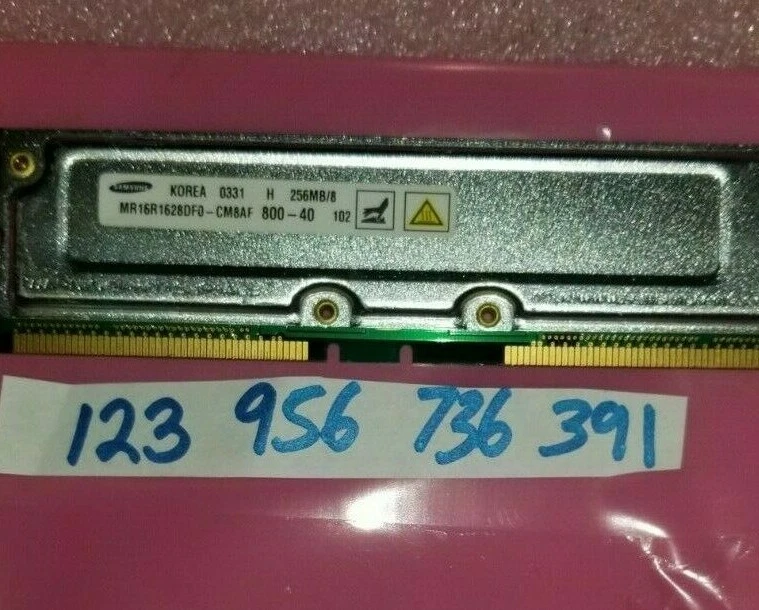 SAMSUNG KOREA 0331 H 256MB/8
MR16R1628DF0-CM8AF 800-40 102
123 956 736 391